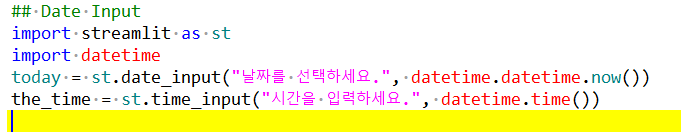 ## Date Input
import streamlit as st
import datetime
today = st.date_input("날짜를 선택하세요.", datetime.datetime.now())
the_time = st.time_input("시간을 입력하세요.", datetime.time())